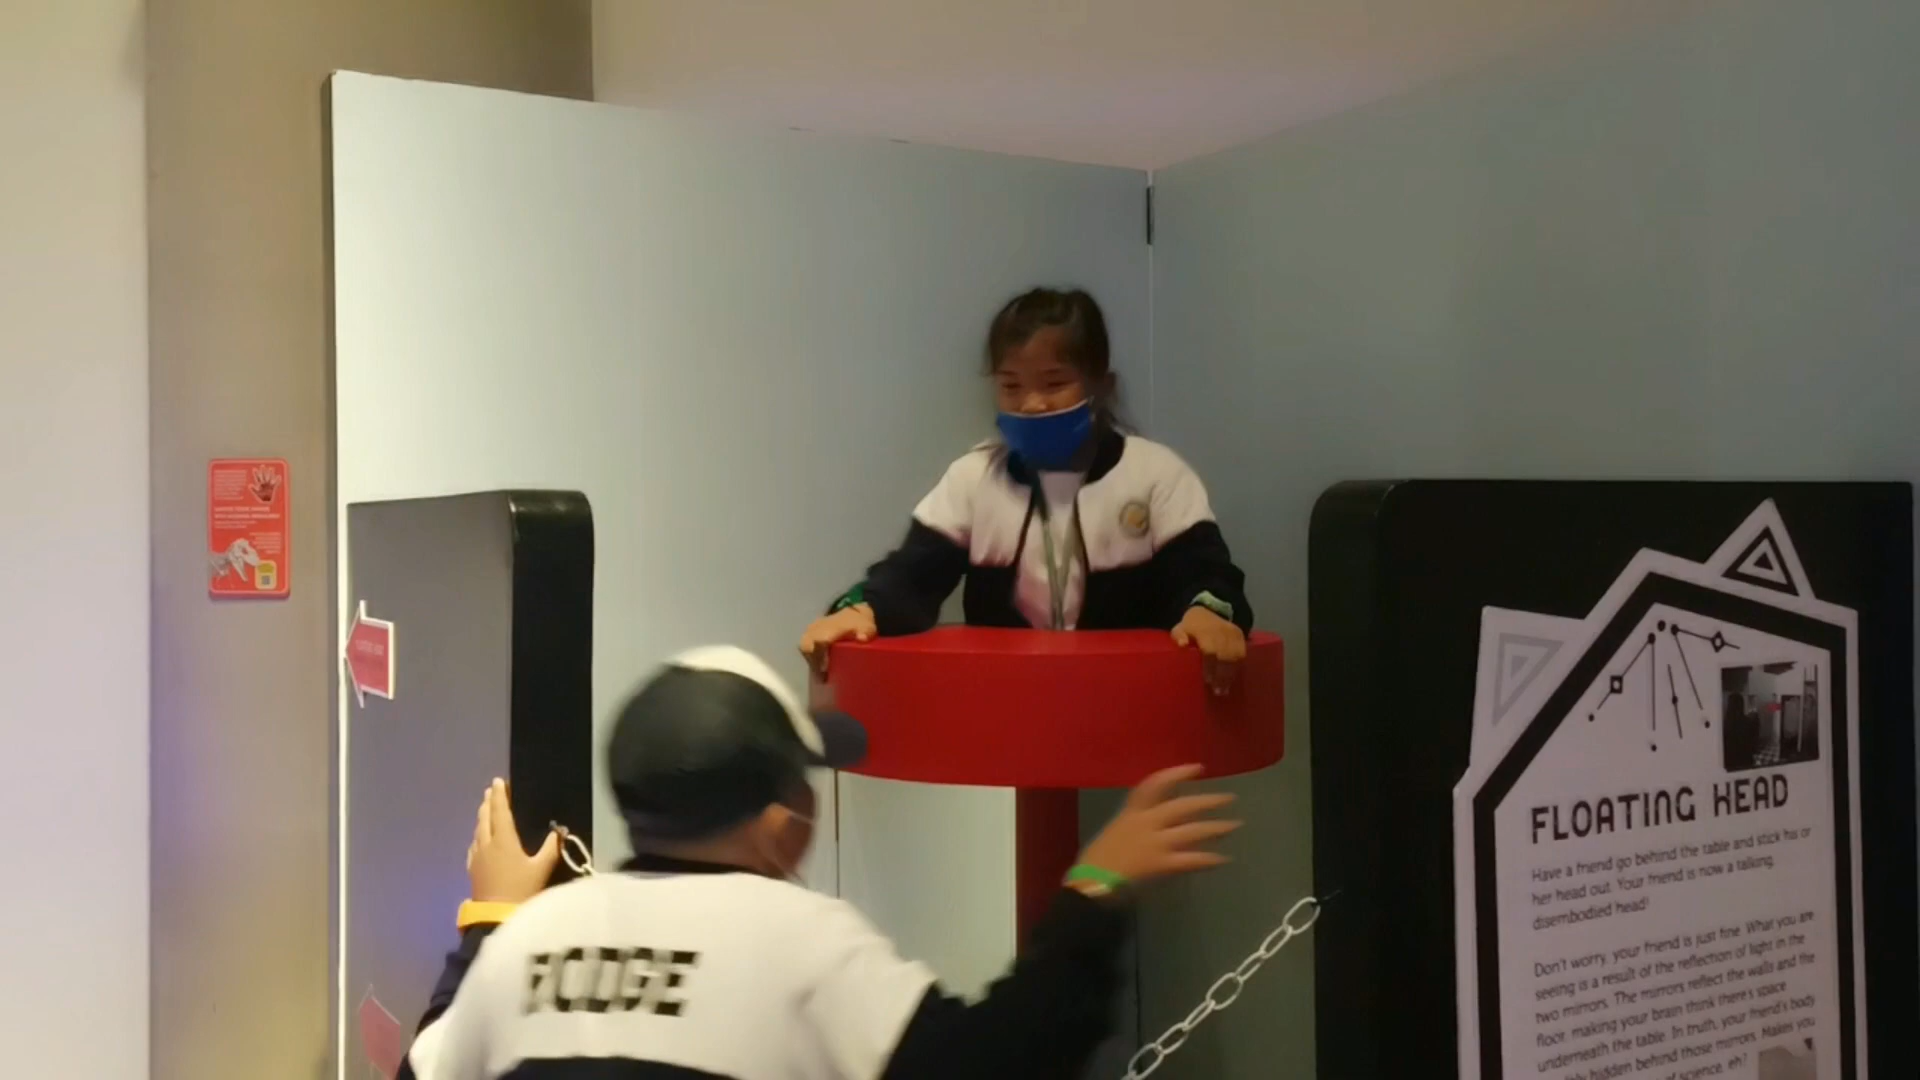 RODGE
FLOATING HEAD
Have a friend go behind the table and stick his or
her head out. Your friend is now a talking,
disembodied head!
Don't worry, your friend is just fine. What you are
seeing is a result of the reflection of light in the
two mirrors. The mirrors reflect the walls and the
floor, making your brain think there's space
underneath the table. In truth, your friend's body
hidden behind those mirrors. Makes you
of science, eh?